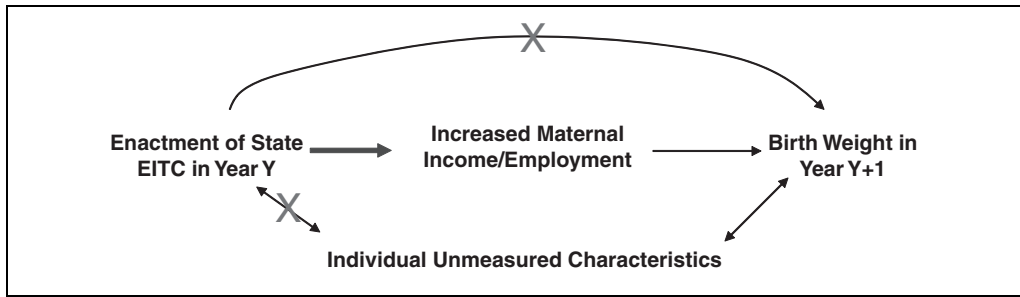 X
Enactment of State
EITC in Year Y
Increased Maternal
Income/Employment
Birth Weight in
Year Y+1
X
Individual Unmeasured Characteristics